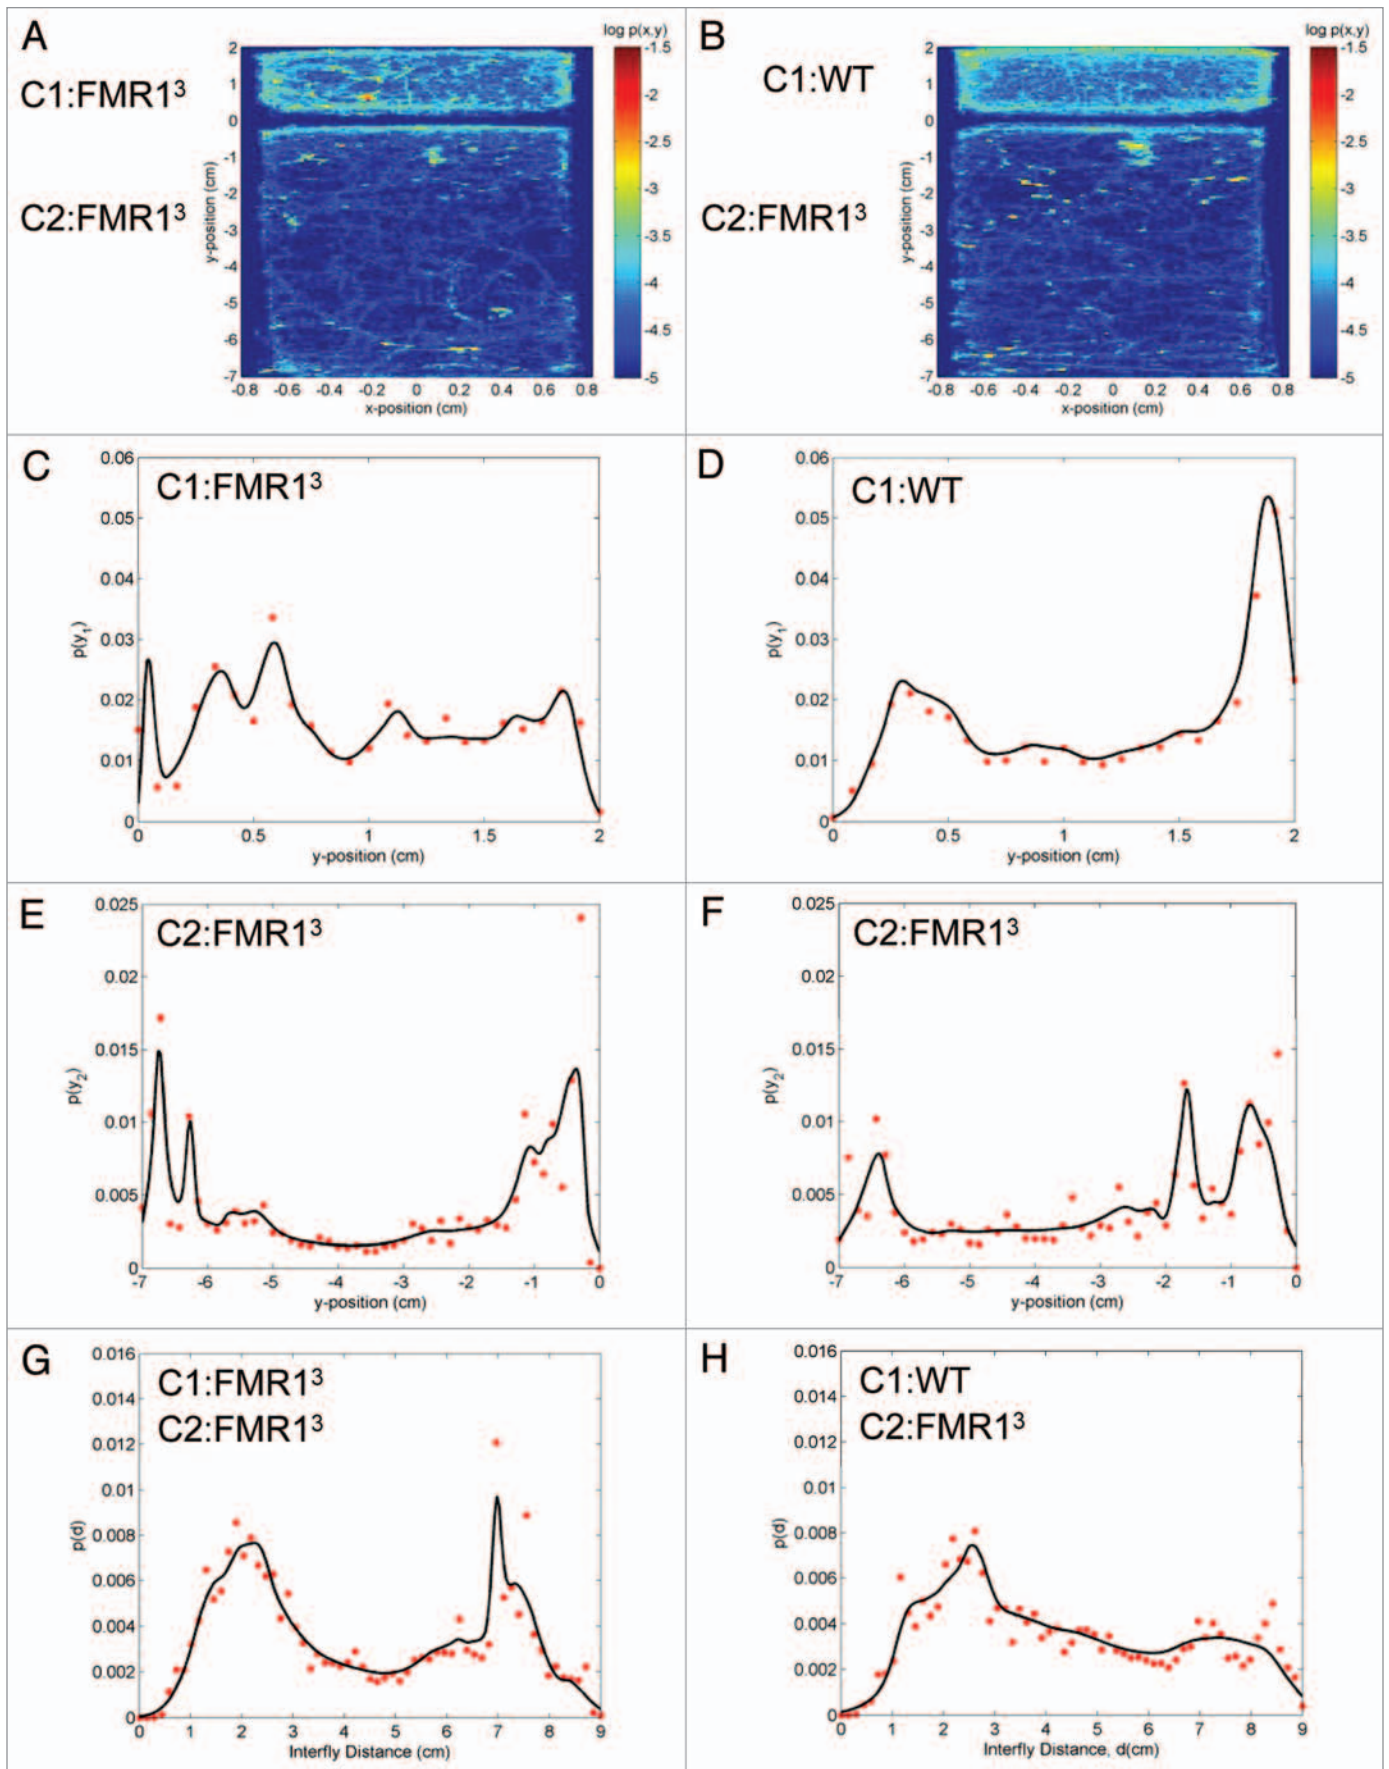 A
C1:FMR1³
C2:FMR1³
log p(x,y)
2
1
0
-1
-2
-3
-4
-5
-6
-7
y-position (cm)
-0.8 -0.6 -0.4 -0.2 0 0.2 0.4 0.6 0.8
x-position (cm)
-1.5
-2
-2.5
-3
-3.5
-4
-4.5
-5
B
C1:WT
C2:FMR1³
log p(x,y)
2
1
0
-1
-2
-3
-4
-5
-6
-7
y-position (cm)
-0.8 -0.6 -0.4 -0.2 0 0.2 0.4 0.6 0.8
x-position (cm)
-1.5
-2
-2.5
-3
-3.5
-4
-4.5
-5
C
C1:FMR1³
0.06
0.05
0.04
0.03
0.02
0.01
0
p(y₁)
0 0.5 1 1.5 2
y-position (cm)
D
C1:WT
0.06
0.05
0.04
0.03
0.02
0.01
0
p(y₁)
0 0.5 1 1.5 2
y-position (cm)
E
C2:FMR1³
0.025
0.02
0.015
0.01
0.005
0
p(y₂)
-7 -6 -5 -4 -3 -2 -1 0
y-position (cm)
F
C2:FMR1³
0.025
0.02
0.015
0.01
0.005
0
p(y₂)
-7 -6 -5 -4 -3 -2 -1 0
y-position (cm)
G
C1:FMR1³
C2:FMR1³
0.016
0.014
0.012
0.01
0.008
0.006
0.004
0.002
0
p(d)
0 1 2 3 4 5 6 7 8 9
Interfly Distance (cm)
H
C1:WT
C2:FMR1³
0.016
0.014
0.012
0.01
0.008
0.006
0.004
0.002
0
p(d)
0 1 2 3 4 5 6 7 8 9
Interfly Distance, d(cm)